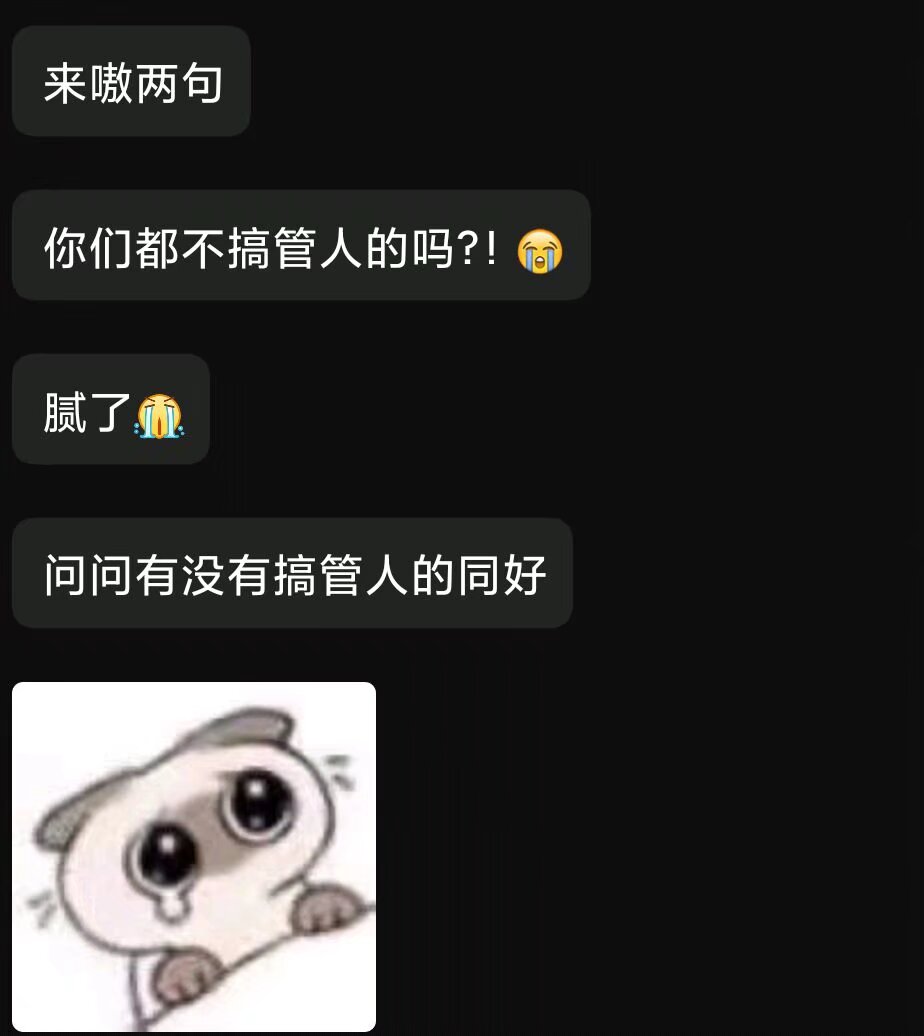 来嗷两句
你们都不搞管人的吗?!😭
腻了😭
问问有没有搞管人的同好